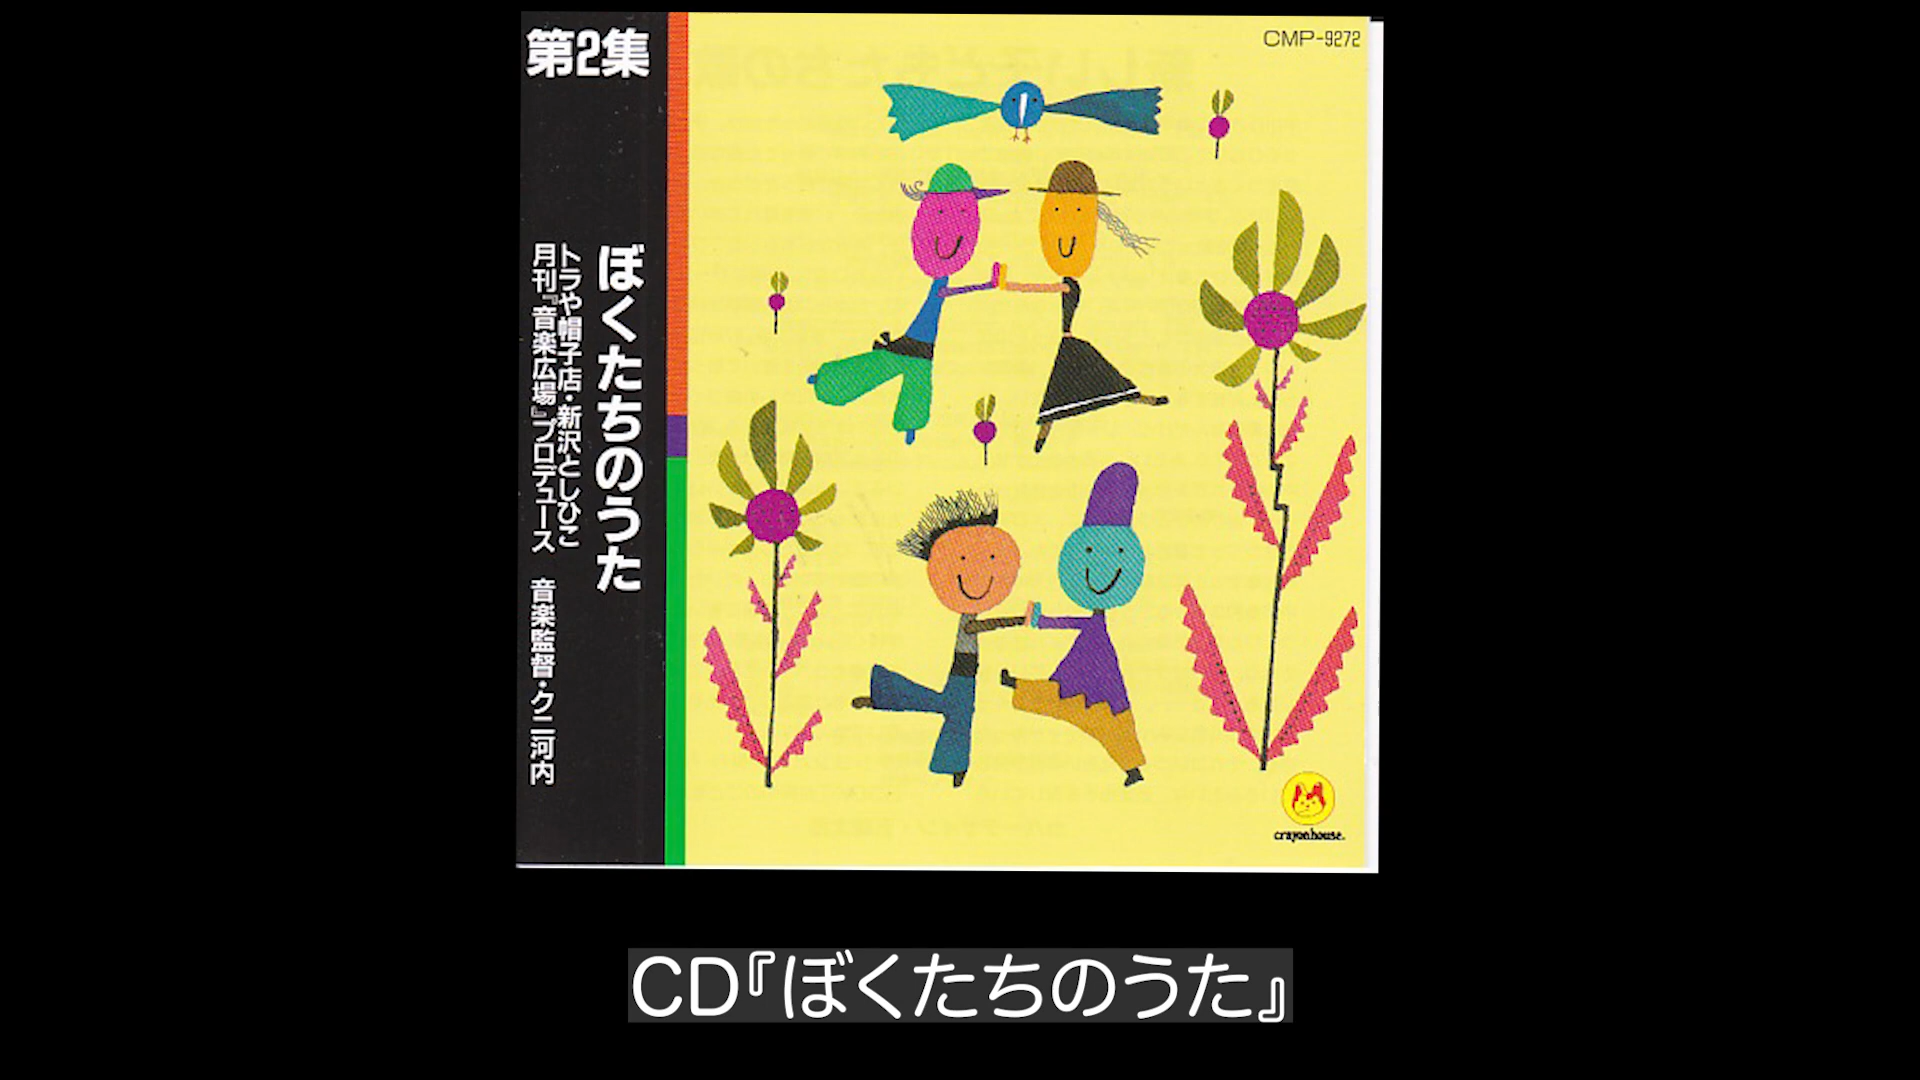 第2集
CMP-9272
ぼくたちのうた
トラや帽子店・新沢としひこ
月刊『音楽広場』プロデュース 音楽監督・クニ河内
crayonhouse.
CD『ぼくたちのうた』